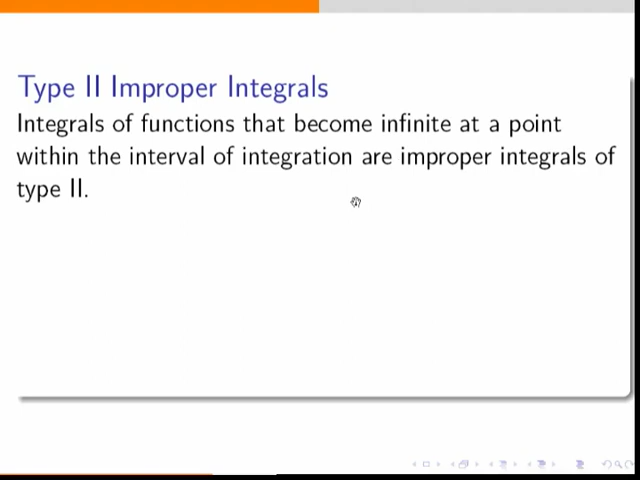 Type II Improper Integrals
Integrals of functions that become infinite at a point
within the interval of integration are improper integrals of
type II.